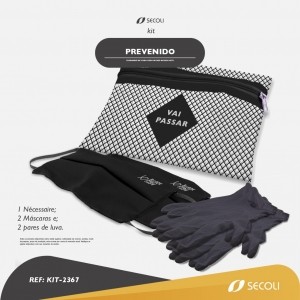 SECOLI
kit
PREVENIDO
VAI
PASSAR
1 Nécessaire;
2 Máscaras e;
2 pares de luva.
REF: KIT-2367
SECOLI